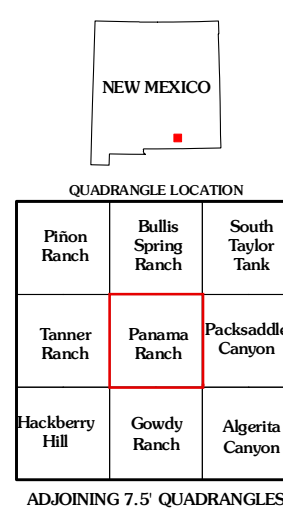 NEW MEXICO
QUADRANGLE LOCATION
Piñon
Ranch
Bullis
Spring
Ranch
South
Taylor
Tank
Tanner
Ranch
Panama
Ranch
Packsaddle
Canyon
Hackberry
Hill
Gowdy
Ranch
Algerita
Canyon
ADJOINING 7.5' QUADRANGLES